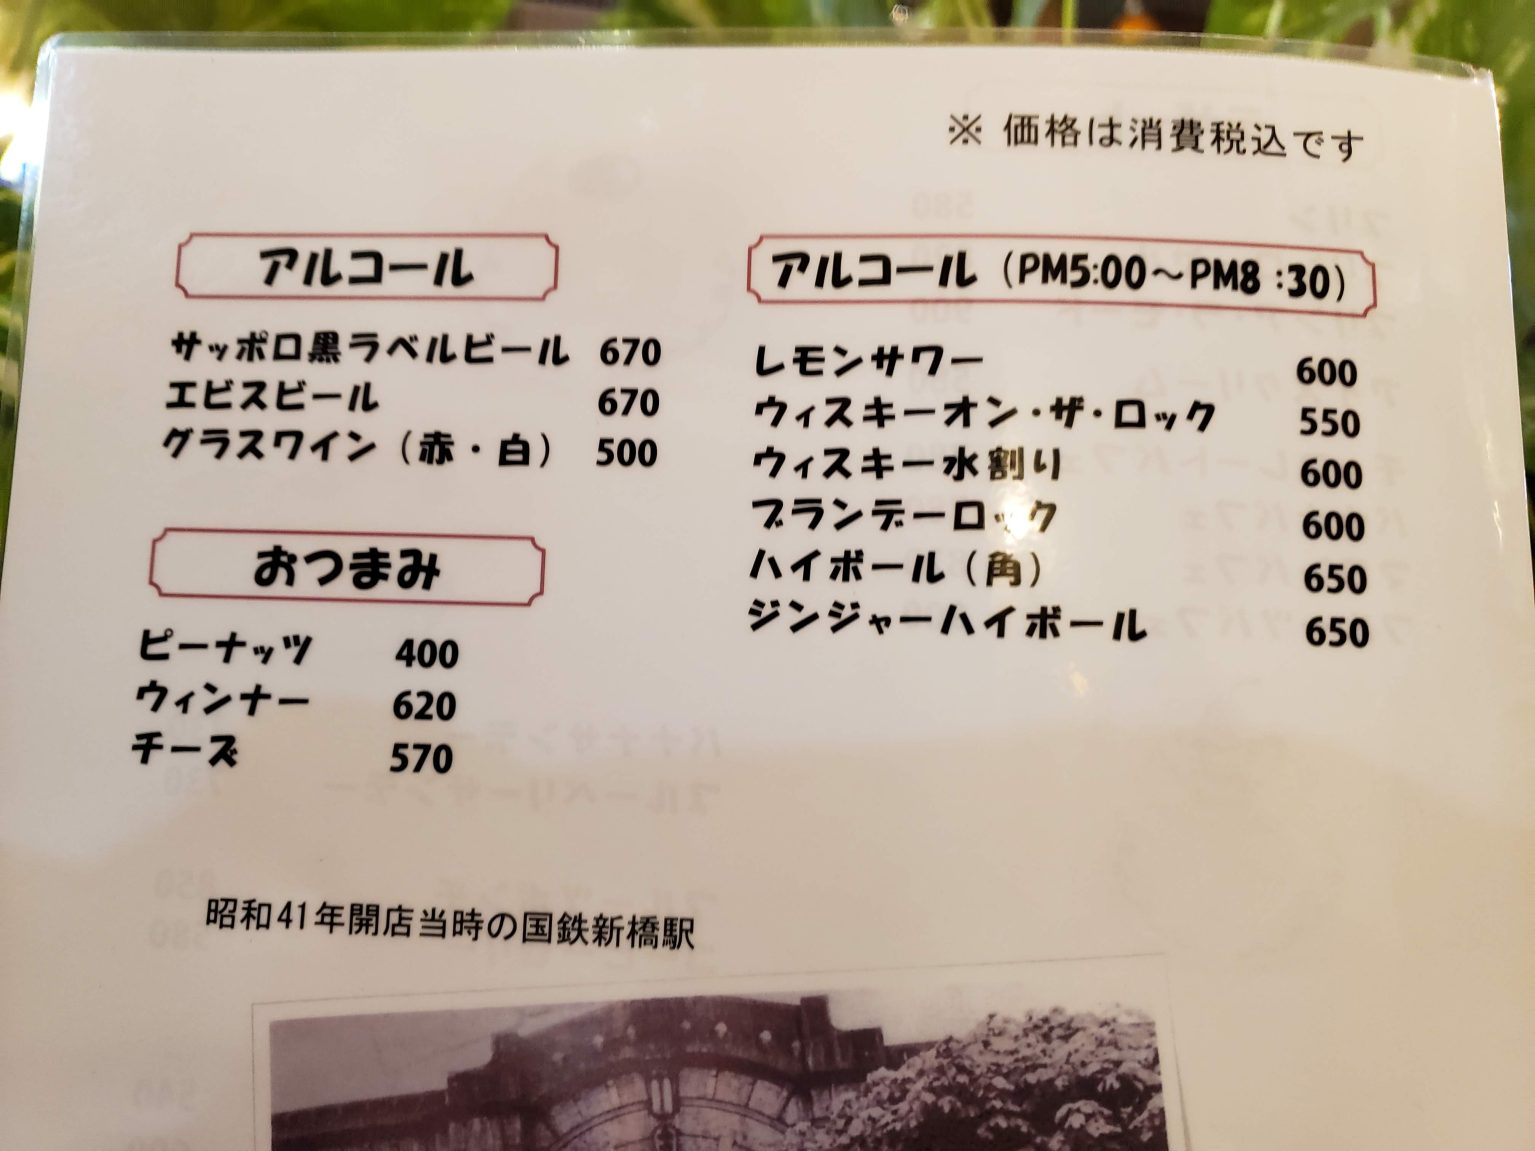 ※ 価格は消費税込です
アルコール
サッポロ黒ラベルビール 670
エビスビール 670
グラスワイン（赤・白） 500
おつまみ
ピーナッツ 400
ウィンナー 620
チーズ 570
アルコール（PM5:00～PM8:30）
レモンサワー 600
ウィスキーオン・ザ・ロック 550
ウィスキー水割り 600
ブランデーロック 600
ハイボール（角） 650
ジンジャーハイボール 650
昭和41年開店当時の国鉄新橋駅